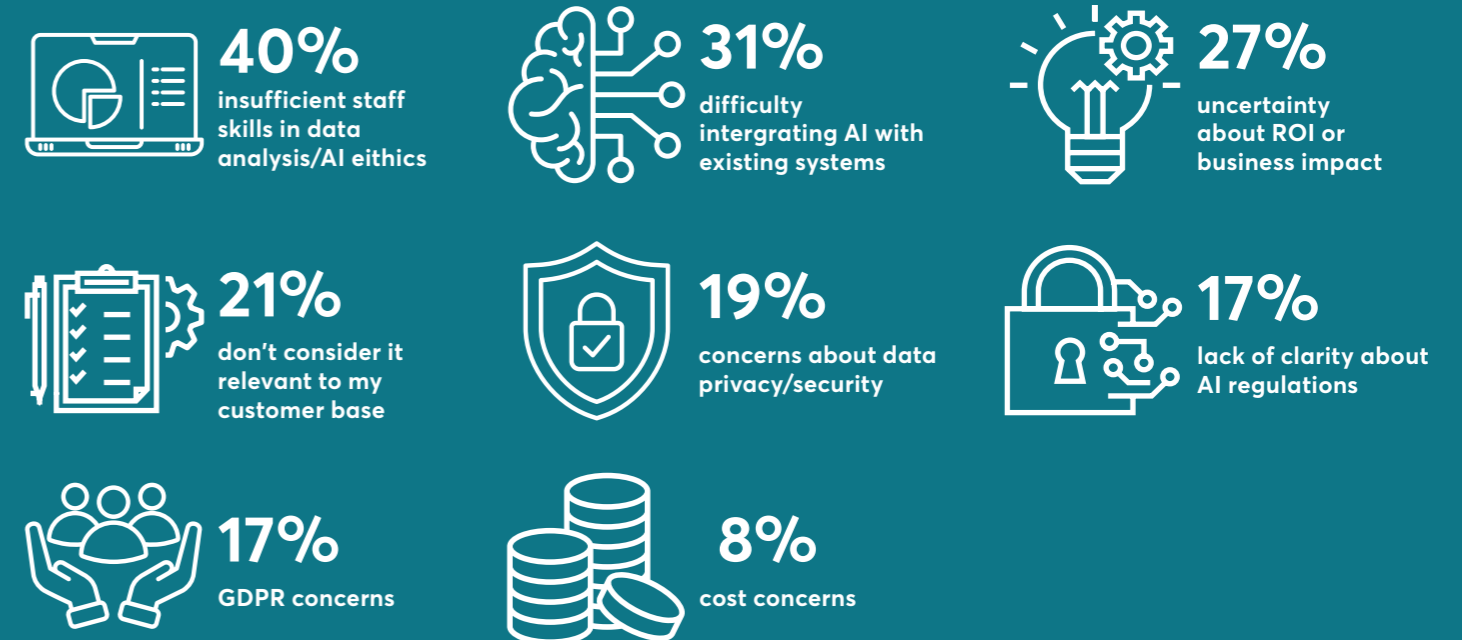 40%
insufficient staff
skills in data
analysis/AI eithics
31%
difficulty
intergrating AI with
existing systems
27%
uncertainty
about ROI or
business impact
21%
don't consider it
relevant to my
customer base
19%
concerns about data
privacy/security
17%
lack of clarity about
AI regulations
17%
GDPR concerns
8%
cost concerns